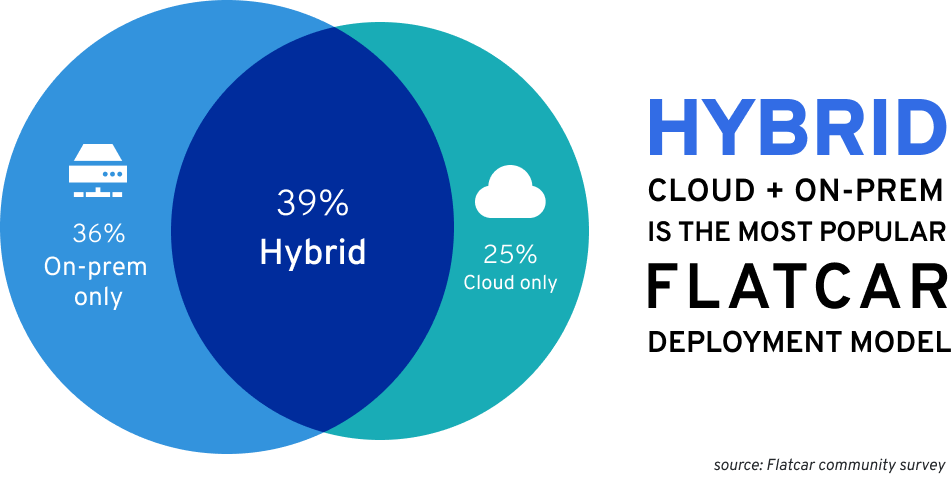 36%
On-prem
only
39%
Hybrid
25%
Cloud only
HYBRID
CLOUD + ON-PREM
IS THE MOST POPULAR
FLATCAR
DEPLOYMENT MODEL
source: Flatcar community survey